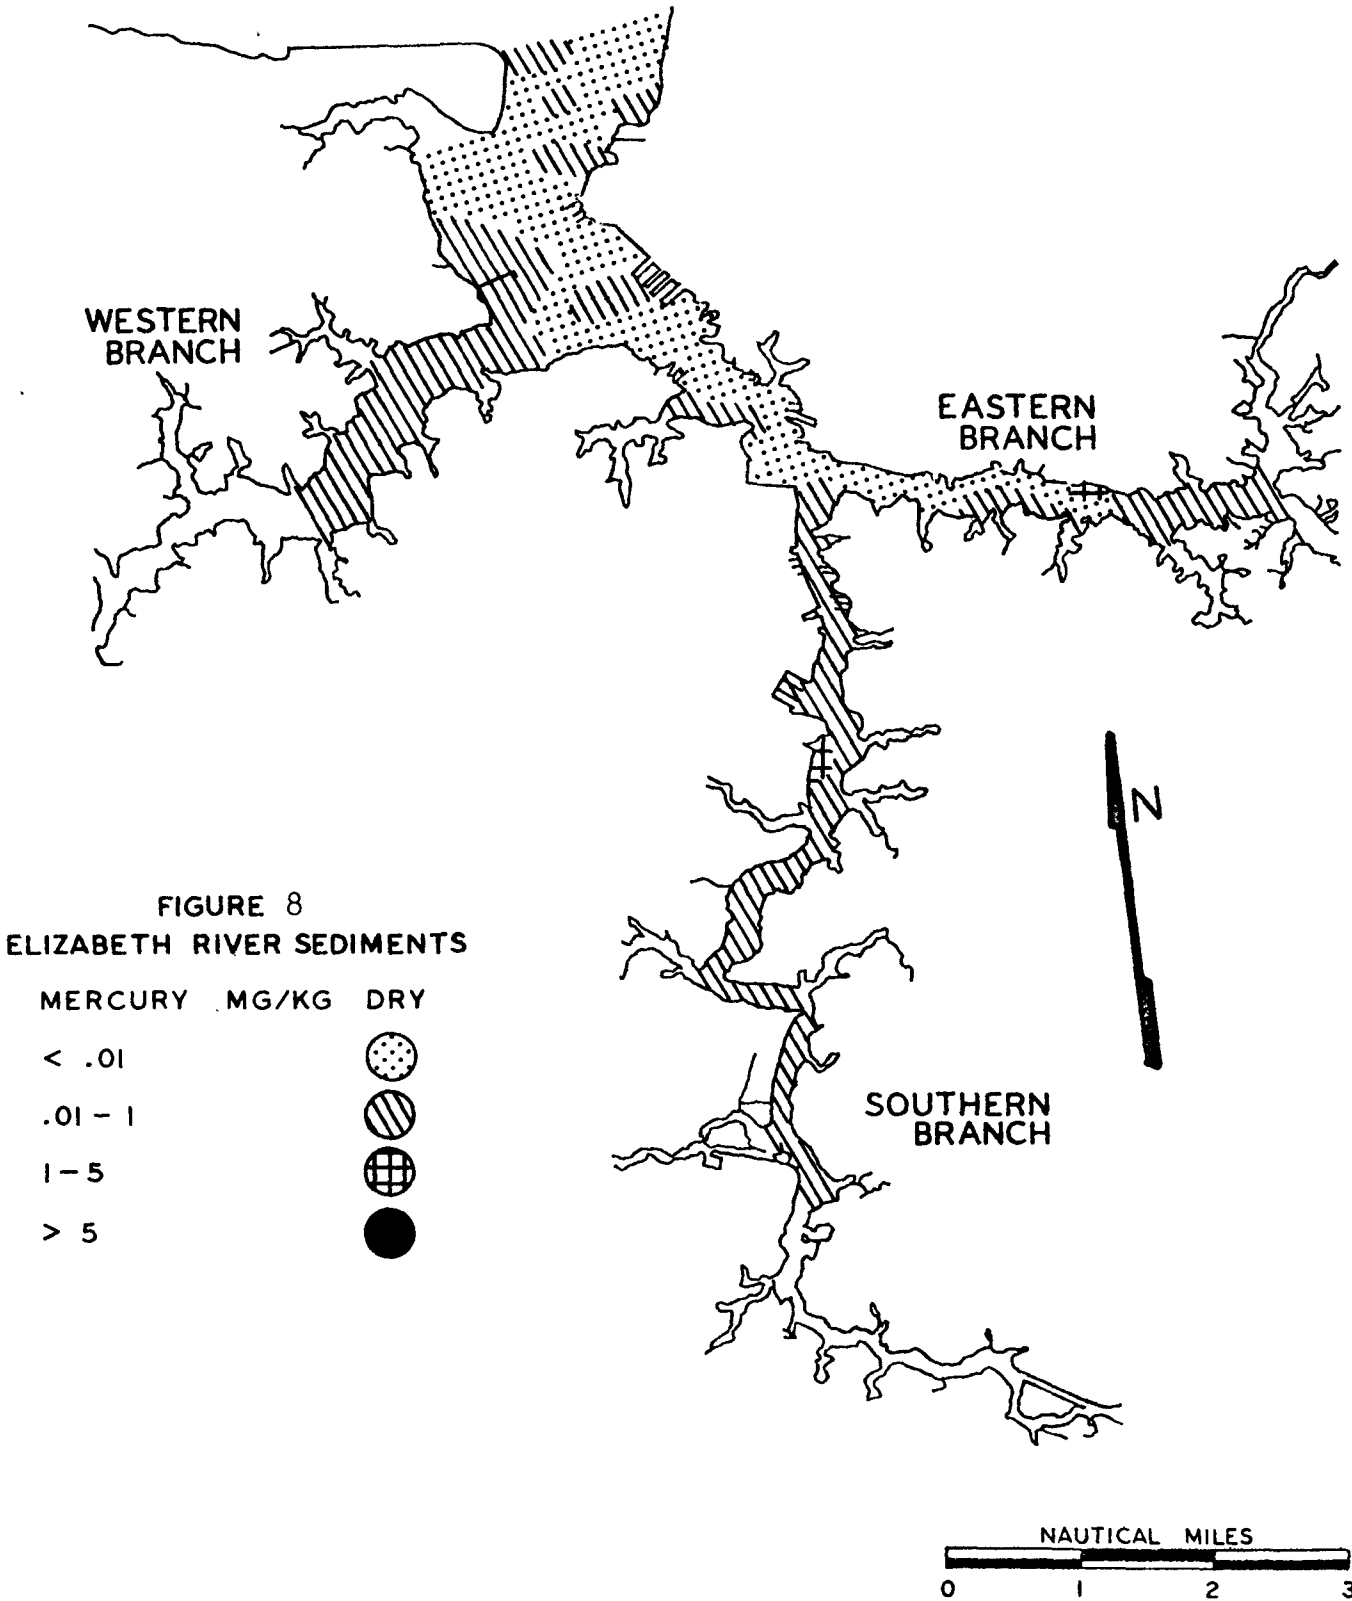 WESTERN
BRANCH
EASTERN
BRANCH
N
FIGURE 8
ELIZABETH RIVER SEDIMENTS
MERCURY MG/KG DRY
< .01
.01 - 1
1 - 5
> 5
SOUTHERN
BRANCH
NAUTICAL MILES
0 1 2 3